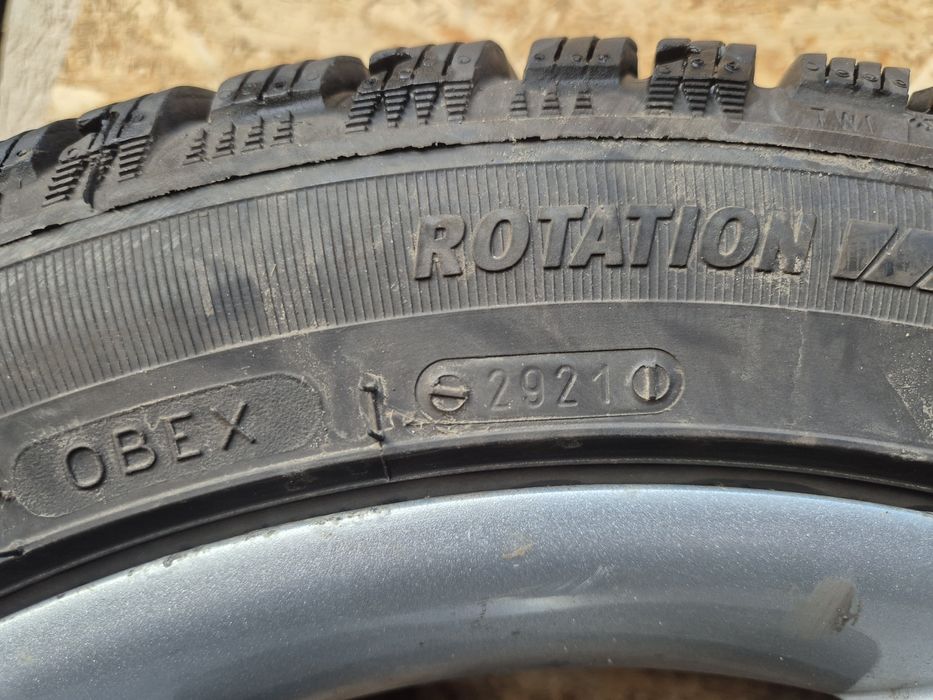 ROTATION
2921
OBEX